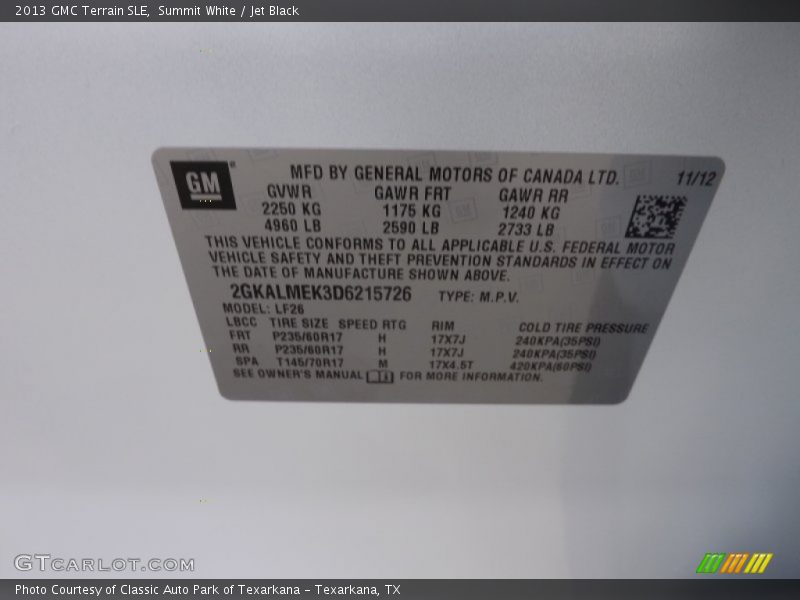 2013 GMC Terrain SLE, Summit White / Jet Black
GM
MFD BY GENERAL MOTORS OF CANADA LTD. 11/12
GVWR GAWR FRT GAWR RR
2250 KG 1175 KG 1240 KG
4960 LB 2590 LB 2733 LB
THIS VEHICLE CONFORMS TO ALL APPLICABLE U.S. FEDERAL MOTOR
VEHICLE SAFETY AND THEFT PREVENTION STANDARDS IN EFFECT ON
THE DATE OF MANUFACTURE SHOWN ABOVE.
2GKALMEK3D6215726 TYPE: M.P.V.
MODEL: LF26
LBCC TIRE SIZE SPEED RTG RIM COLD TIRE PRESSURE
FRT P235/60R17 H 17X7J 240KPA(35PSI)
RR P235/60R17 H 17X7J 240KPA(35PSI)
SPA T145/70R17 M 17X4.5T 420KPA(60PSI)
SEE OWNER'S MANUAL FOR MORE INFORMATION.
GTCARLOT.COM
Photo Courtesy of Classic Auto Park of Texarkana - Texarkana, TX